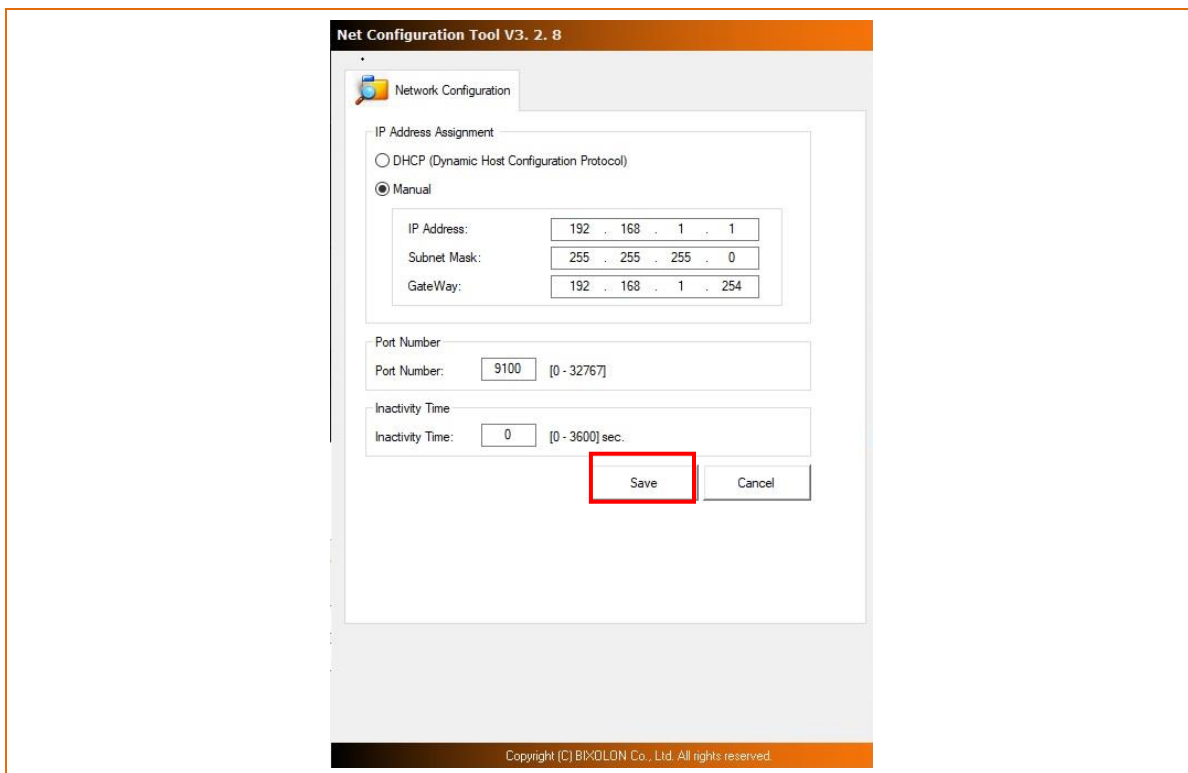 Net Configuration Tool V3. 2. 8
Network Configuration
IP Address Assignment
DHCP (Dynamic Host Configuration Protocol)
Manual
IP Address: 192 . 168 . 1 . 1
Subnet Mask: 255 . 255 . 255 . 0
GateWay: 192 . 168 . 1 . 254
Port Number
Port Number: 9100 [0 - 32767]
Inactivity Time
Inactivity Time: 0 [0 - 3600] sec.
Save Cancel
Copyright (C) BIXOLON Co., Ltd. All rights reserved.